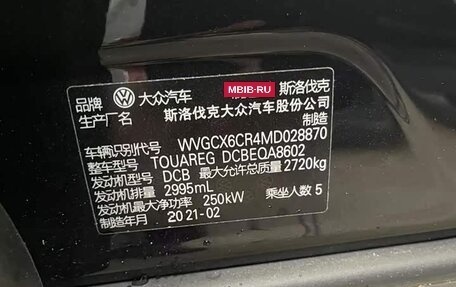 MBIB.RU
品牌 大众汽车 斯洛伐克
生产厂名 斯洛伐克大众汽车股份公司
制造
车辆识别代号 WVGCX6CR4MD028870
整车型号 TOUAREG DCBEQA8602
发动机型号 DCB 最大允许总质量 2720kg
发动机排量 2995mL
发动机最大净功率 250kW 乘坐人数 5
制造年月 2021-02